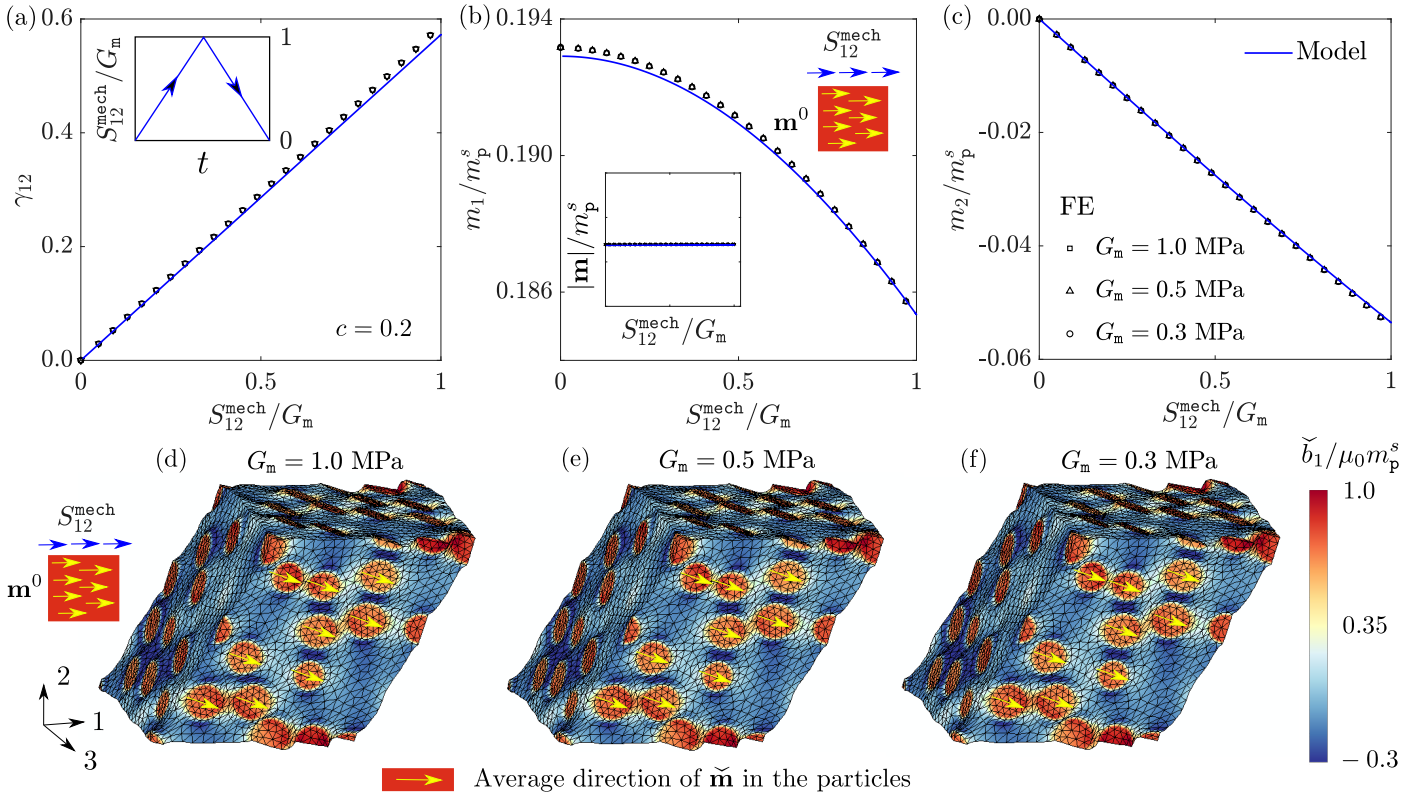 (a)
0.6
0.4
0.2
0.0
γ₁₂
S₁₂ᵐᵉᶜʰ/Gₘ
1
0
t
c = 0.2
0
0.5
1
S₁₂ᵐᵉᶜʰ/Gₘ
(b)
0.194
0.190
0.186
m₁/mₚˢ
S₁₂ᵐᵉᶜʰ
m⁰
|m|/mₚˢ
S₁₂ᵐᵉᶜʰ/Gₘ
0
0.5
1
S₁₂ᵐᵉᶜʰ/Gₘ
(c)
0.00
-0.02
-0.04
-0.06
m₂/mₚˢ
Model
FE
Gₘ = 1.0 MPa
Gₘ = 0.5 MPa
Gₘ = 0.3 MPa
0
0.5
1
S₁₂ᵐᵉᶜʰ/Gₘ
(d)
Gₘ = 1.0 MPa
(e)
Gₘ = 0.5 MPa
(f)
Gₘ = 0.3 MPa
b̌₁/μ₀mₚˢ
1.0
0.35
−0.3
S₁₂ᵐᵉᶜʰ
m⁰
2
1
3
Average direction of m̌ in the particles